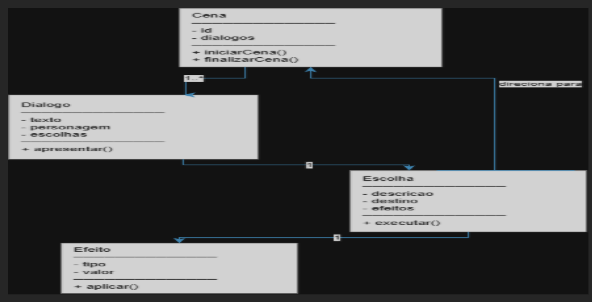 Cena
- id
- dialogos
+ iniciarCena()
+ finalizarCena()
1..*
direciona para
Dialogo
- texto
- personagem
- escolhas
+ apresentar()
Escolha
- descricao
- destino
- efeitos
+ executar()
Efeito
- tipo
- valor
+ aplicar()